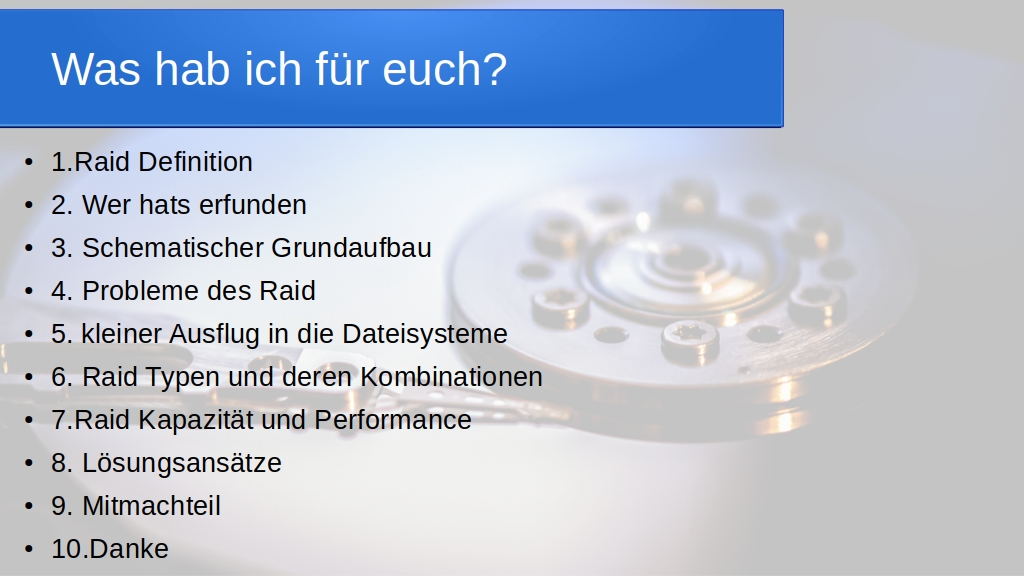 Was hab ich für euch?
• 1.Raid Definition
• 2. Wer hats erfunden
• 3. Schematischer Grundaufbau
• 4. Probleme des Raid
• 5. kleiner Ausflug in die Dateisysteme
• 6. Raid Typen und deren Kombinationen
• 7.Raid Kapazität und Performance
• 8. Lösungsansätze
• 9. Mitmachteil
• 10.Danke